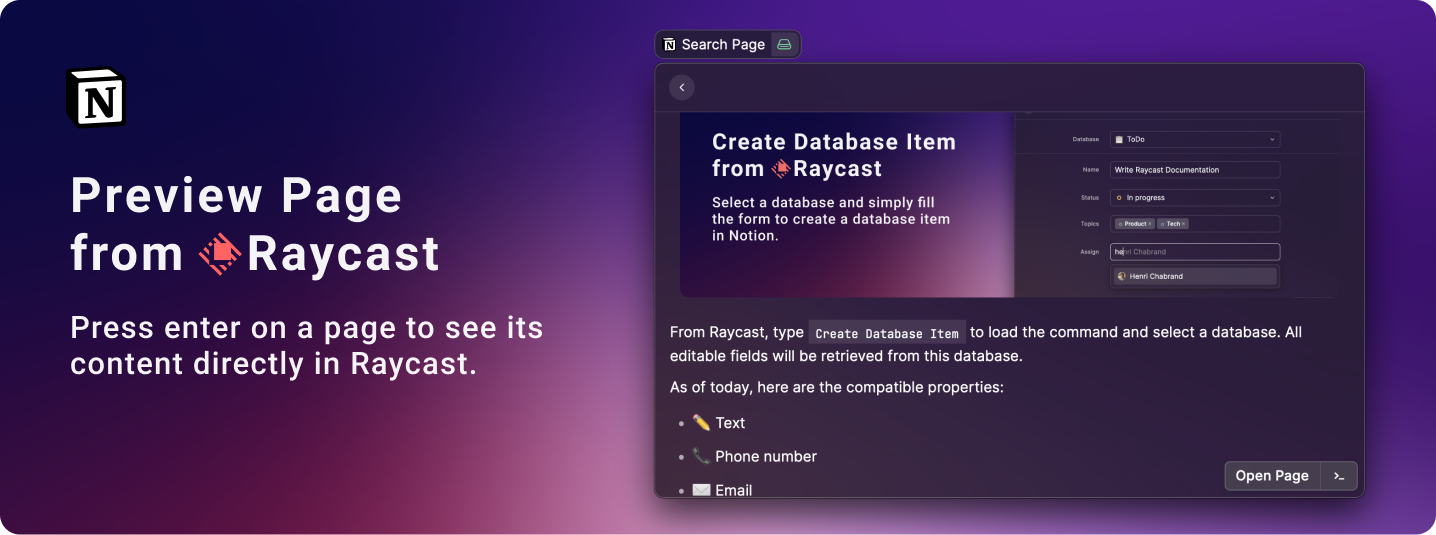 N
Preview Page
from Raycast
Press enter on a page to see its
content directly in Raycast.
N Search Page
Create Database Item
from Raycast
Select a database and simply fill
the form to create a database item
in Notion.
Database ToDo
Name Write Raycast Documentation
Status In progress
Topics Product × Tech ×
Assign henri Chabrand
Henri Chabrand
From Raycast, type Create Database Item to load the command and select a database. All
editable fields will be retrieved from this database.
As of today, here are the compatible properties:
• Text
• Phone number
• Email
Open Page >_